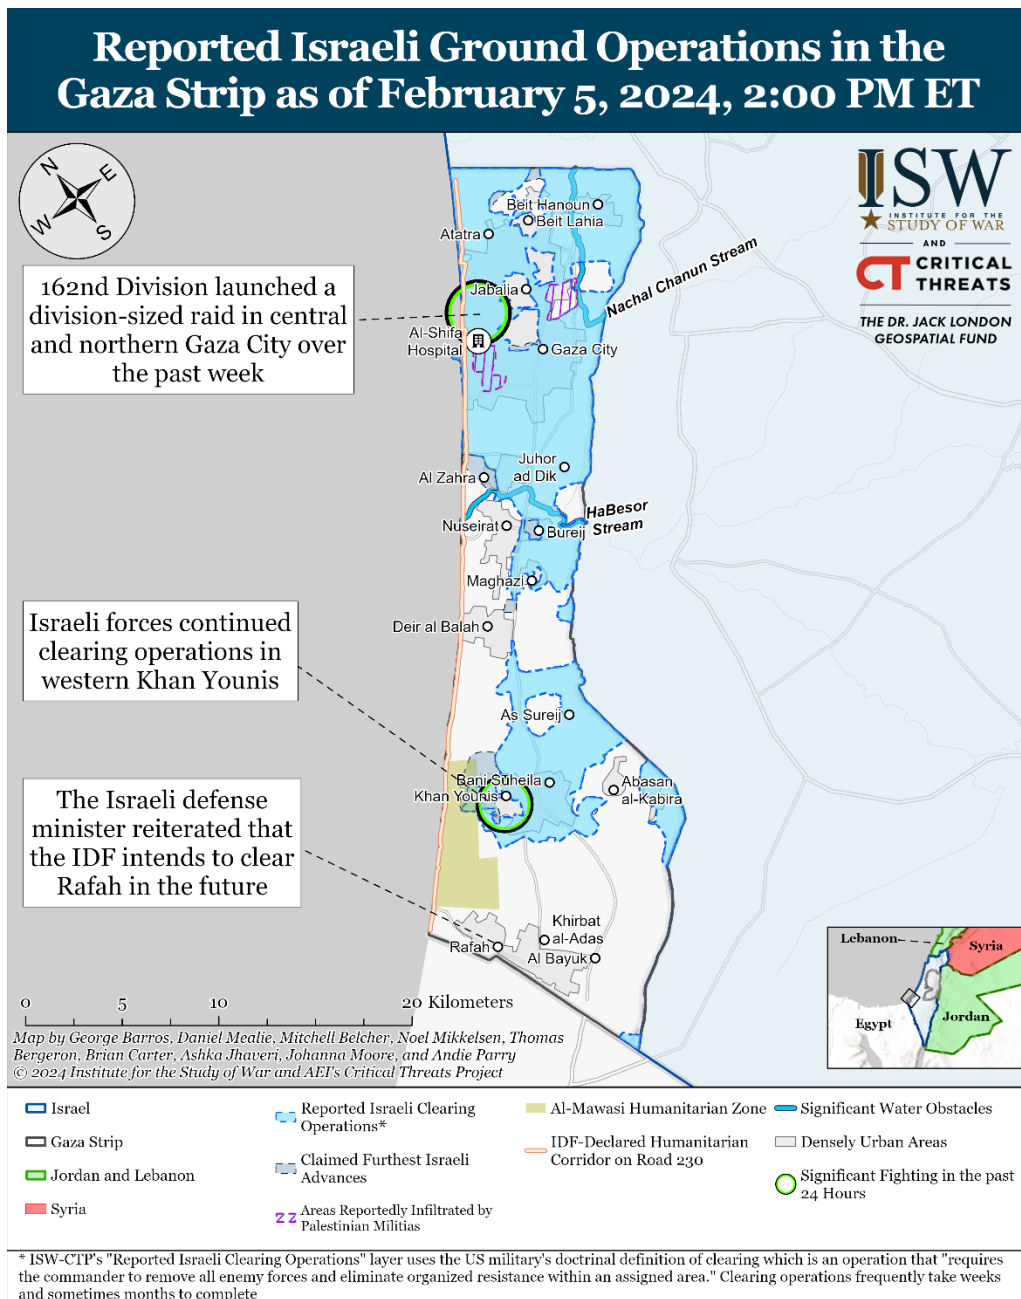 Reported Israeli Ground Operations in the
Gaza Strip as of February 5, 2024, 2:00 PM ET
N
E
W
S
ISW
INSTITUTE FOR THE
STUDY OF WAR
AND
CT CRITICAL
THREATS
THE DR. JACK LONDON
GEOSPATIAL FUND
162nd Division launched a
division-sized raid in central
and northern Gaza City over
the past week
Beit Hanoun
Beit Lahia
Atatra
Nachal Chanun Stream
Jabalia
Al-Shifa
Hospital
Gaza City
Juhor
ad Dik
Al Zahra
HaBesor
Stream
Nuseirat
Bureij
Maghazi
Deir al Balah
Israeli forces continued
clearing operations in
western Khan Younis
As Sureij
Bani Suheila
Khan Younis
Abasan
al-Kabira
The Israeli defense
minister reiterated that
the IDF intends to clear
Rafah in the future
Khirbat
al-Adas
Rafah
Al Bayuk
Lebanon
Syria
Egypt
Jordan
0 5 10 20 Kilometers
Map by George Barros, Daniel Mealie, Mitchell Belcher, Noel Mikkelsen, Thomas
Bergeron, Brian Carter, Ashka Jhaveri, Johanna Moore, and Andie Parry
© 2024 Institute for the Study of War and AEI's Critical Threats Project
Israel
Gaza Strip
Jordan and Lebanon
Syria
Reported Israeli Clearing
Operations*
Claimed Furthest Israeli
Advances
Areas Reportedly Infiltrated by
Palestinian Militias
Al-Mawasi Humanitarian Zone
IDF-Declared Humanitarian
Corridor on Road 230
Significant Water Obstacles
Densely Urban Areas
Significant Fighting in the past
24 Hours
* ISW-CTP's "Reported Israeli Clearing Operations" layer uses the US military's doctrinal definition of clearing which is an operation that "requires
the commander to remove all enemy forces and eliminate organized resistance within an assigned area." Clearing operations frequently take weeks
and sometimes months to complete